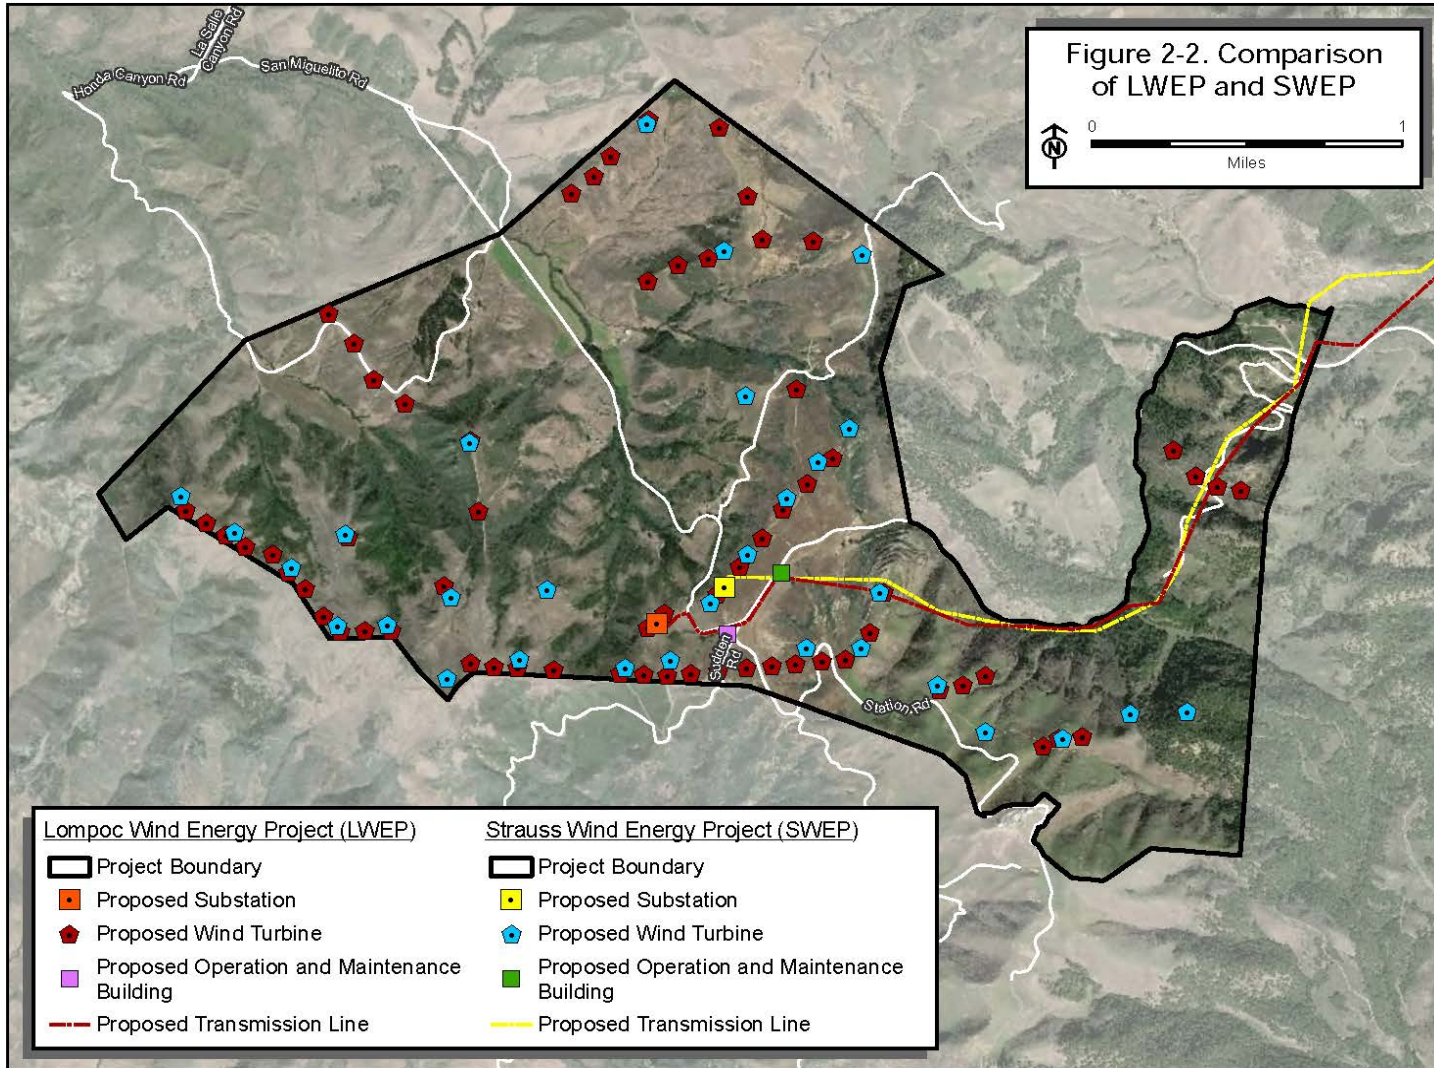 La Salle
Canyon Rd
Honda Canyon Rd
San Miguelito Rd
Figure 2-2. Comparison
of LWEP and SWEP
N
0 1
Miles
Sudden
Rd
Station Rd
Lompoc Wind Energy Project (LWEP)
Project Boundary
Proposed Substation
Proposed Wind Turbine
Proposed Operation and Maintenance
Building
Proposed Transmission Line
Strauss Wind Energy Project (SWEP)
Project Boundary
Proposed Substation
Proposed Wind Turbine
Proposed Operation and Maintenance
Building
Proposed Transmission Line